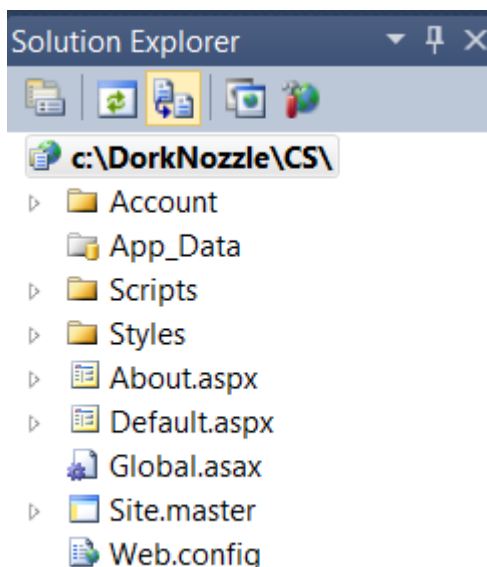 Solution Explorer
c:\DorkNozzle\CS\
Account
App_Data
Scripts
Styles
About.aspx
Default.aspx
Global.asax
Site.master
Web.config